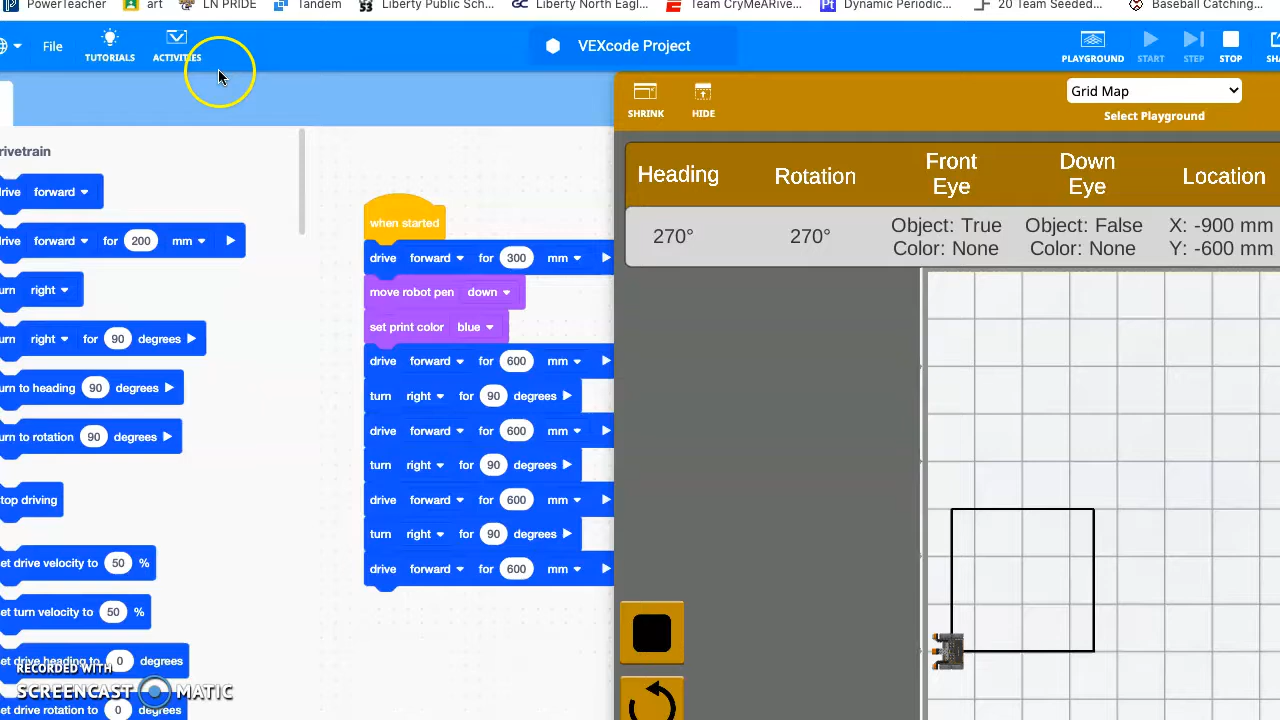 PowerTeacher art LN PRIDE Tandem Liberty Public Sch... Liberty North Eagl... Team CryMeARive... Dynamic Periodic... 20 Team Seeded... Baseball Catching...
File TUTORIALS ACTIVITIES VEXcode Project PLAYGROUND START STEP STOP SHA
SHRINK HIDE Grid Map
Select Playground
rivetrain
Heading Rotation Front Eye Down Eye Location
270° 270° Object: True Color: None Object: False Color: None X: -900 mm Y: -600 mm
rive forward
rive forward for 200 mm
urn right
urn right for 90 degrees
urn to heading 90 degrees
urn to rotation 90 degrees
top driving
et drive velocity to 50 %
et turn velocity to 50 %
et drive heading to 0 degrees
et drive rotation to 0 degrees
when started
drive forward for 300 mm
move robot pen down
set print color blue
drive forward for 600 mm
turn right for 90 degrees
drive forward for 600 mm
turn right for 90 degrees
drive forward for 600 mm
turn right for 90 degrees
drive forward for 600 mm
RECORDED WITH
SCREENCAST MATIC